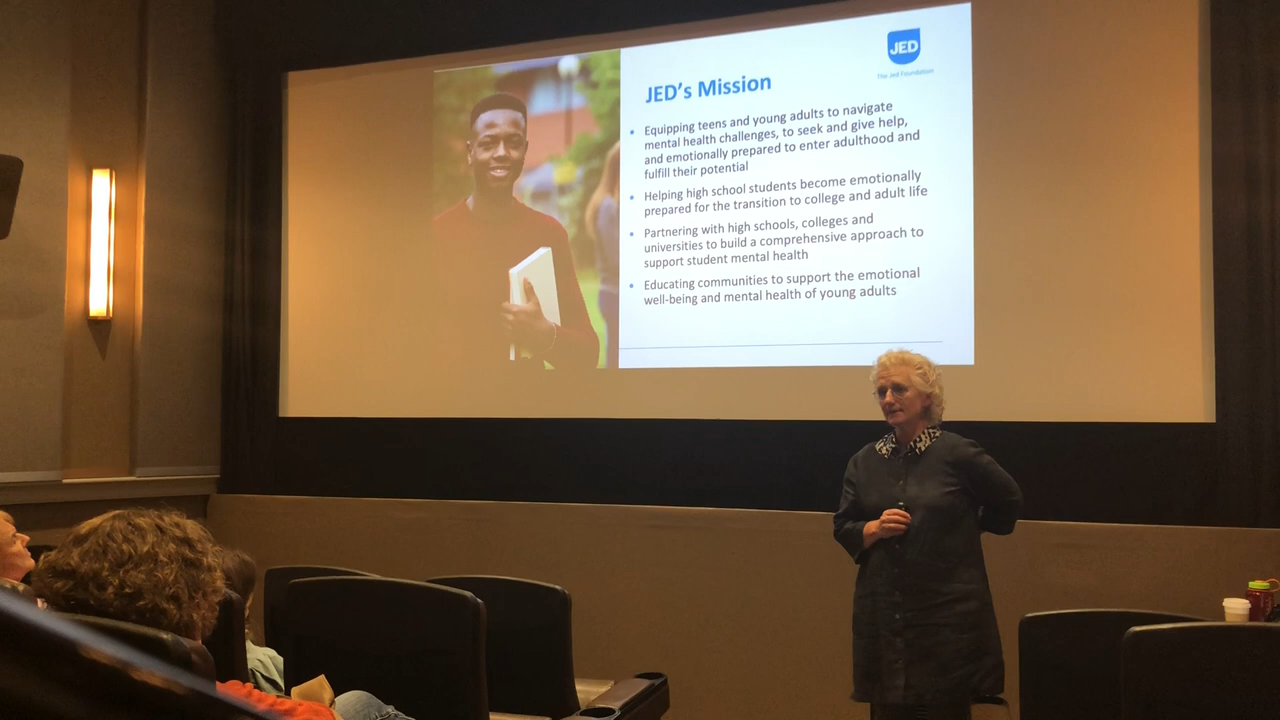 JED
The Jed Foundation
JED's Mission
• Equipping teens and young adults to navigate
mental health challenges, to seek and give help,
and emotionally prepared to enter adulthood and
fulfill their potential
• Helping high school students become emotionally
prepared for the transition to college and adult life
• Partnering with high schools, colleges and
universities to build a comprehensive approach to
support student mental health
• Educating communities to support the emotional
well-being and mental health of young adults